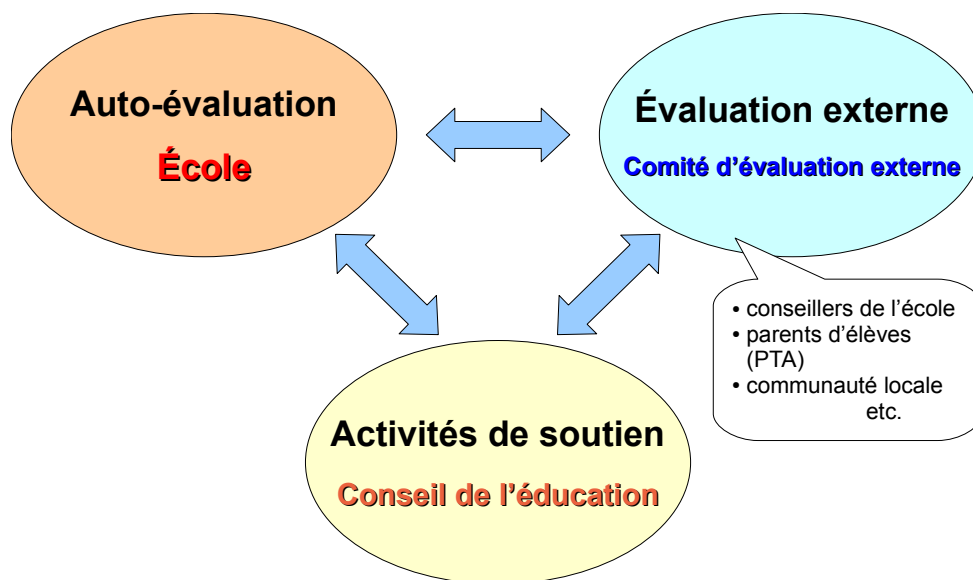 Auto-évaluation
École
Évaluation externe
Comité d'évaluation externe
• conseillers de l'école
• parents d'élèves
(PTA)
• communauté locale
etc.
Activités de soutien
Conseil de l'éducation